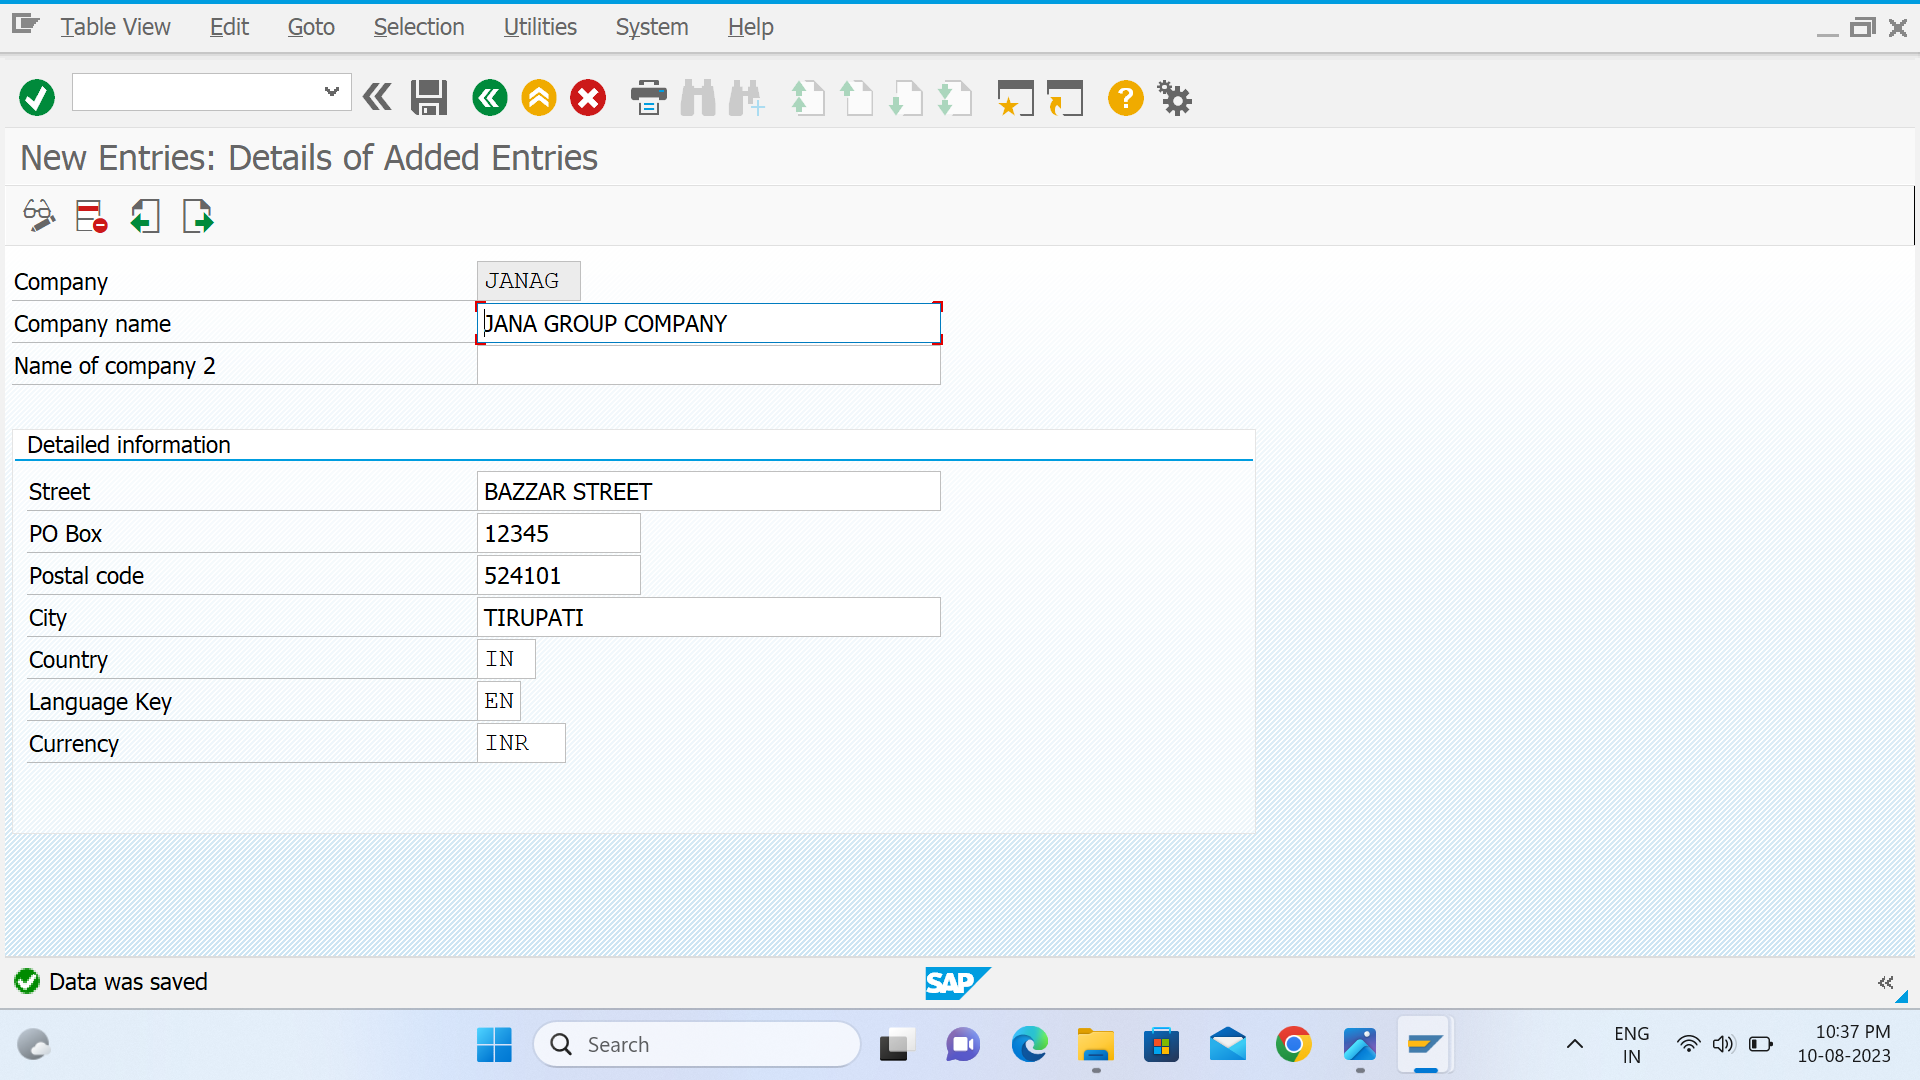 Table View Edit Goto Selection Utilities System Help
New Entries: Details of Added Entries
Company JANAG
Company name JANA GROUP COMPANY
Name of company 2
Detailed information
Street BAZZAR STREET
PO Box 12345
Postal code 524101
City TIRUPATI
Country IN
Language Key EN
Currency INR
Data was saved SAP
Search ENG IN 10:37 PM
10-08-2023